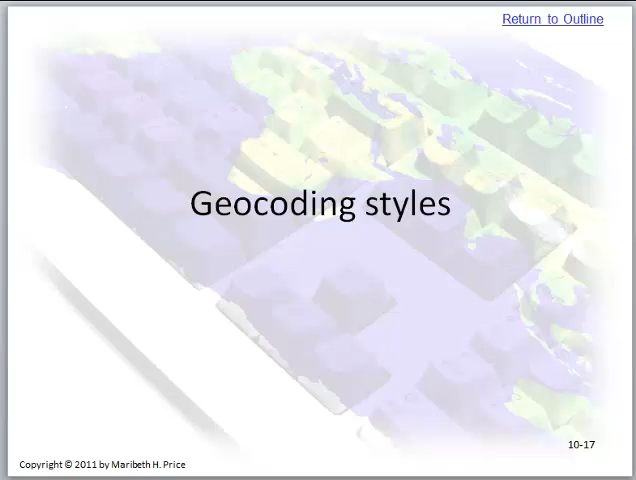 Return to Outline
Geocoding styles
10-17
Copyright © 2011 by Maribeth H. Price